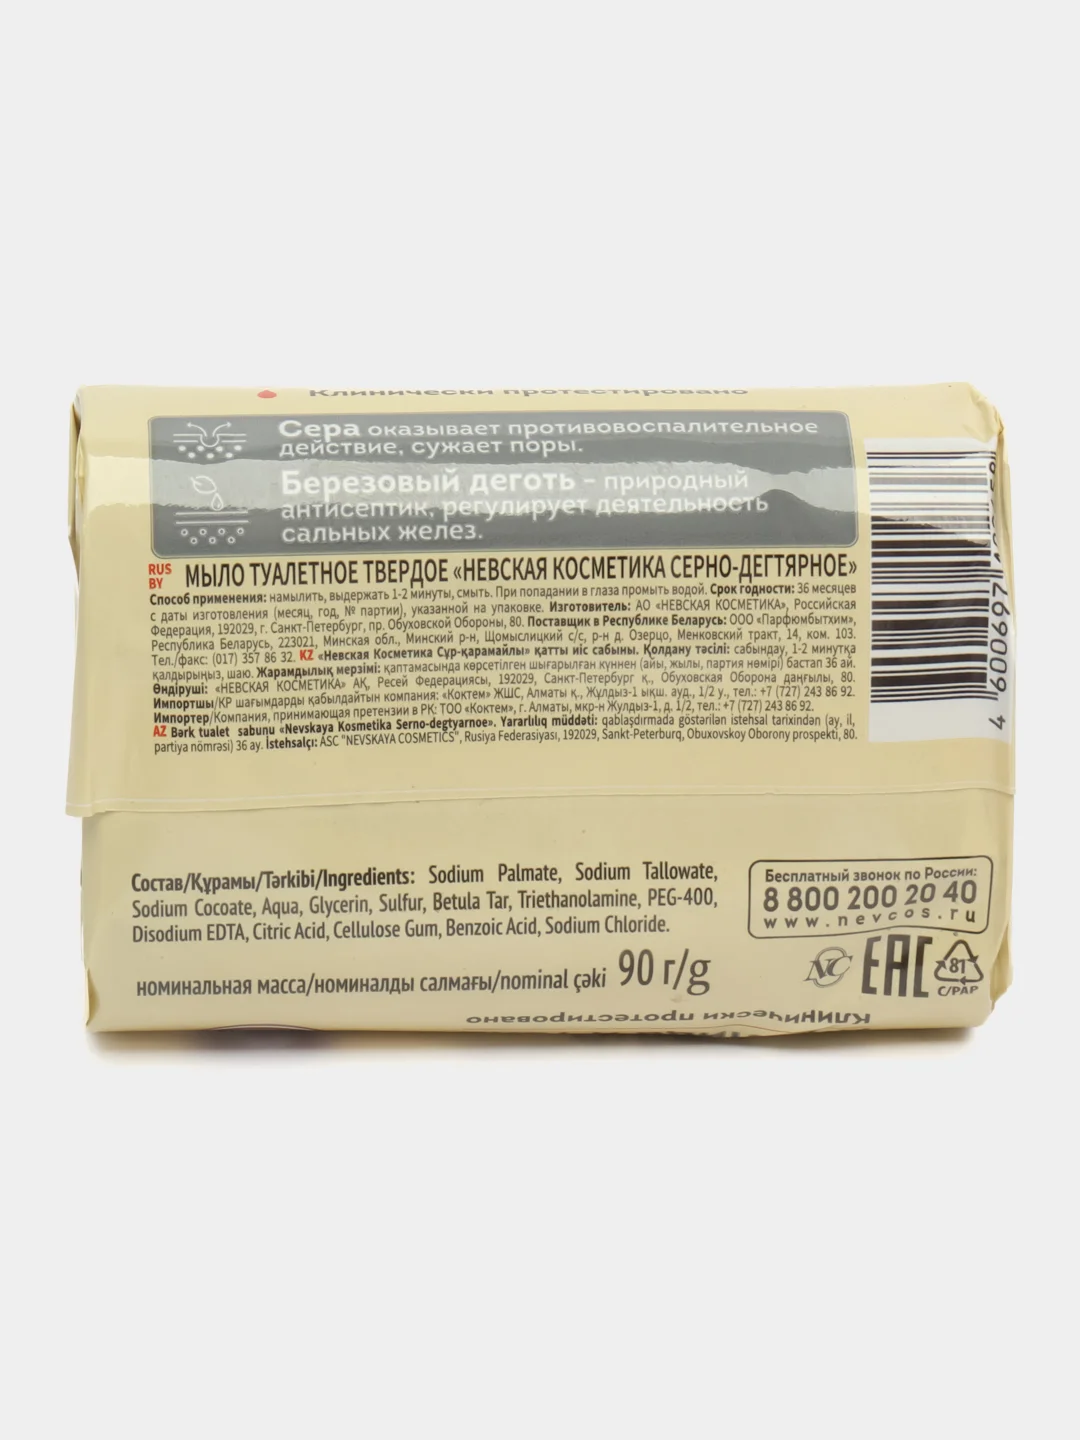 Клинически протестировано
Сера оказывает противовоспалительное
действие, сужает поры.
Березовый деготь – природный
антисептик, регулирует деятельность
сальных желез.
RUS
BY
МЫЛО ТУАЛЕТНОЕ ТВЕРДОЕ «НЕВСКАЯ КОСМЕТИКА СЕРНО-ДЕГТЯРНОЕ»
Способ применения: намылить, выдержать 1-2 минуты, смыть. При попадании в глаза промыть водой. Срок годности: 36 месяцев
с даты изготовления (месяц, год, № партии), указанной на упаковке. Изготовитель: АО «НЕВСКАЯ КОСМЕТИКА», Российская
Федерация, 192029, г. Санкт-Петербург, пр. Обуховской Обороны, 80. Поставщик в Республике Беларусь: ООО «Парфюмбытхим»,
Республика Беларусь, 223021, Минская обл., Минский р-н, Щомыслицкий с/с, р-н д. Озерцо, Менковский тракт, 14, ком. 103.
Тел./факс: (017) 357 86 32. KZ «Невская Косметика Сур-қарамайлы» қатты иіс сабыны. Қолдану тәсілі: сабындау, 1-2 минутқа
қалдырыңыз, шаю. Жарамдылық мерзімі: қаптамасында көрсетілген шығарылған күннен (айы, жылы, партия нөмірі) бастап 36 ай.
Өндіруші: «НЕВСКАЯ КОСМЕТИКА» АҚ, Ресей Федерациясы, 192029, Санкт-Петербург қ., Обуховская Оборона даңғылы, 80.
Импортшы/ҚР шағымдарды қабылдайтын компания: «Коктем» ЖШС, Алматы қ., Жұлдыз-1 ықш. ауд., 1/2 у., тел.: +7 (727) 243 86 92.
Импортер/Компания, принимающая претензии в РК: ТОО «Коктем», г. Алматы, мкр-н Жулдыз-1, д. 1/2, тел.: +7 (727) 243 86 92.
AZ Bərk tualet sabunu «Nevskaya Kosmetika Serno-degtyarnoe». Yararlılıq müddəti: qablaşdırmada göstərilən istehsal tarixindən (ay, il,
partiya nömrəsi) 36 ay. İstehsalçı: ASC "NEVSKAYA COSMETICS", Rusiya Federasiyası, 192029, Sankt-Peterburq, Obuxovskoy Oborony prospekti, 80.
4 600697
Состав/Құрамы/Tərkibi/Ingredients: Sodium Palmate, Sodium Tallowate,
Sodium Cocoate, Aqua, Glycerin, Sulfur, Betula Tar, Triethanolamine, PEG-400,
Disodium EDTA, Citric Acid, Cellulose Gum, Benzoic Acid, Sodium Chloride.
номинальная масса/номиналды салмағы/nominal çəki 90 г/g
Бесплатный звонок по России:
8 800 200 20 40
www.nevcos.ru
NC
EAC
81
C/PAP
Клинически протестировано